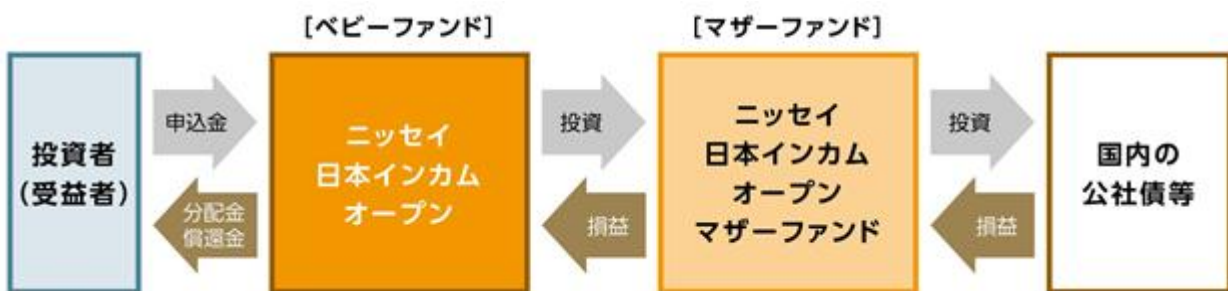 [ベビーファンド]
[マザーファンド]
投資者
(受益者)
申込金
分配金
償還金
ニッセイ
日本インカム
オープン
投資
損益
ニッセイ
日本インカム
オープン
マザーファンド
投資
損益
国内の
公社債等